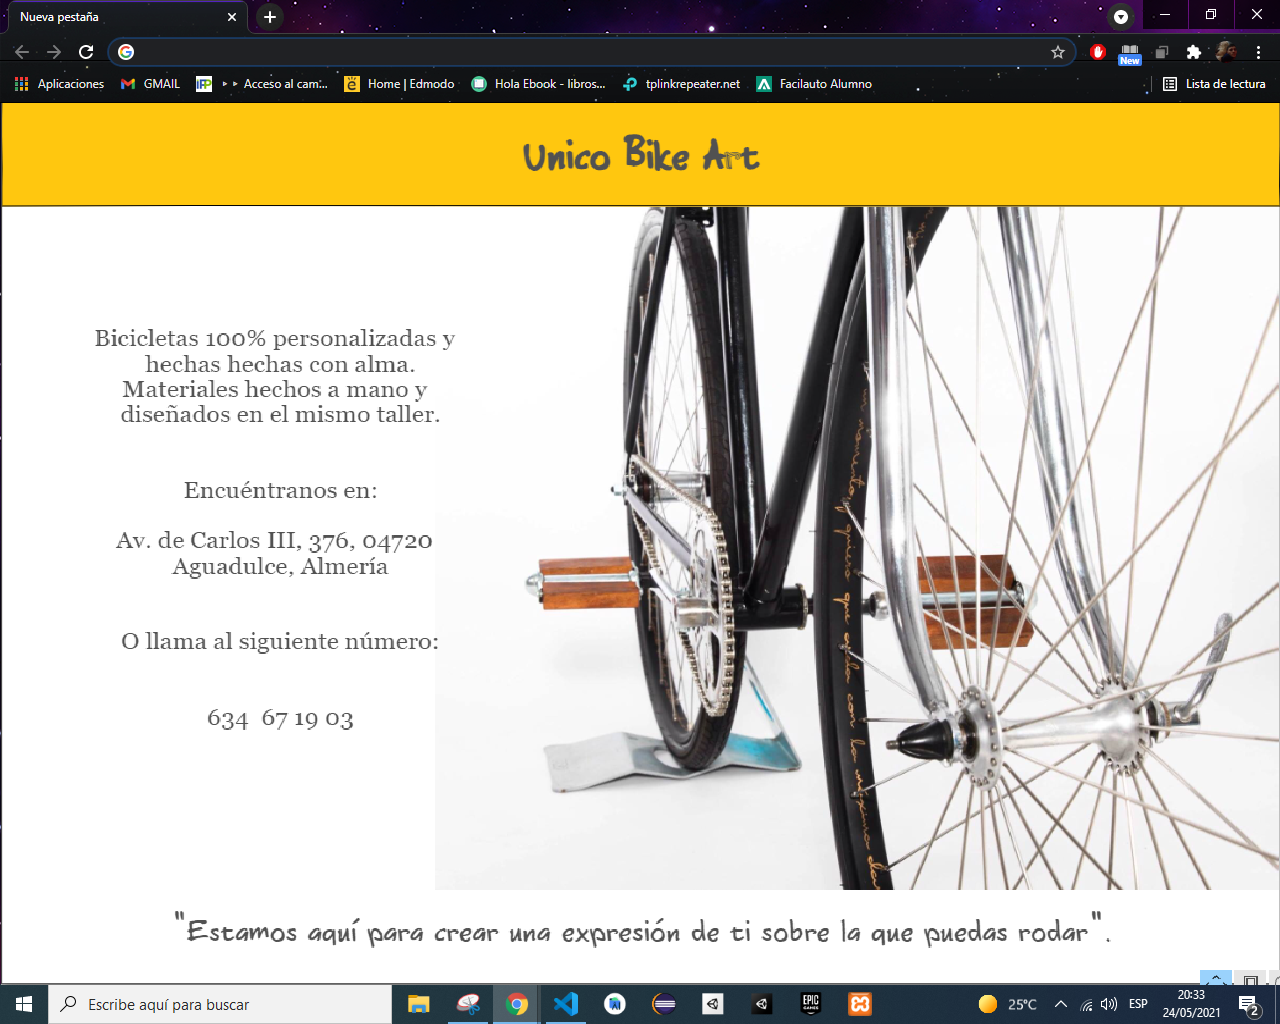 Nueva pestaña
Aplicaciones
GMAIL
Acceso al cam...
Home | Edmodo
Hola Ebook - libros...
tplinkrepeater.net
Facilauto Alumno
New
Lista de lectura
Unico Bike Art
Bicicletas 100% personalizadas y
hechas hechas con alma.
Materiales hechos a mano y
diseñados en el mismo taller.
Encuéntranos en:
Av. de Carlos III, 376, 04720
Aguadulce, Almería
O llama al siguiente número:
634 67 19 03
"Estamos aquí para crear una expresión de ti sobre la que puedas rodar".
Escribe aquí para buscar
EPIC
GAMES
25°C
ESP
20:33
24/05/2021
2